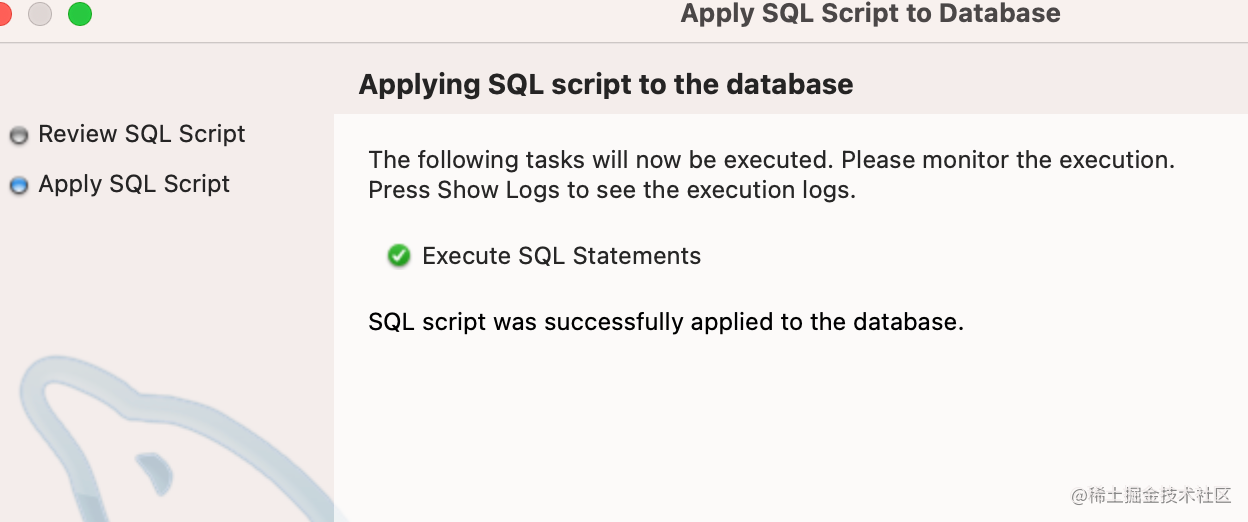 Apply SQL Script to Database
Applying SQL script to the database
Review SQL Script
Apply SQL Script
The following tasks will now be executed. Please monitor the execution.
Press Show Logs to see the execution logs.
Execute SQL Statements
SQL script was successfully applied to the database.
@稀土掘金技术社区